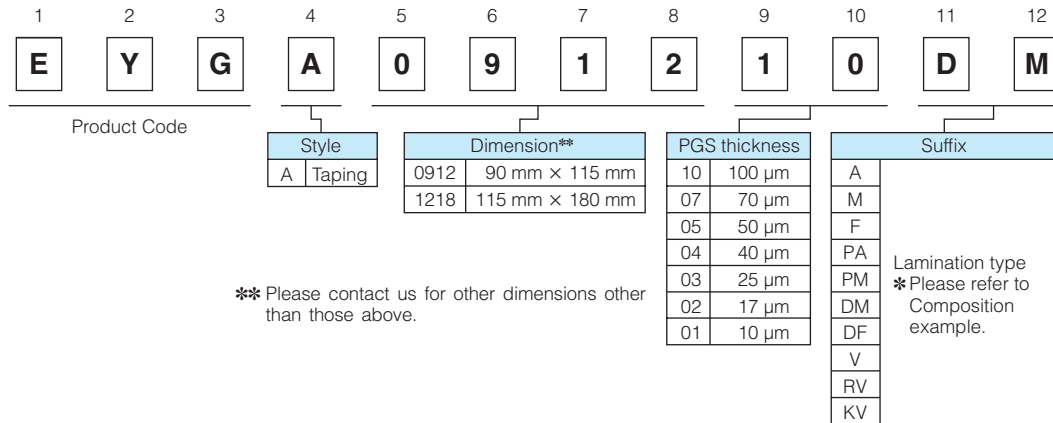 1 2 3 4 5 6 7 8 9 10 11 12
E Y G A 0 9 1 2 1 0 D M
Product Code
Style
A Taping
Dimension**
0912 90 mm × 115 mm
1218 115 mm × 180 mm
PGS thickness
10 100 µm
07 70 µm
05 50 µm
04 40 µm
03 25 µm
02 17 µm
01 10 µm
Suffix
A
M
F
PA
PM
DM
DF
V
RV
KV
Lamination type
* Please refer to
Composition
example.
** Please contact us for other dimensions other
than those above.